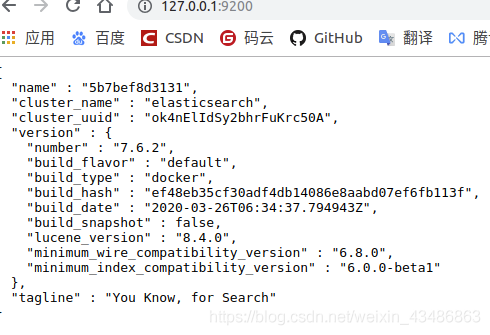 127.0.0.1:9200
应用 百度 CSDN 码云 GitHub 翻译
{
"name" : "5b7bef8d3131",
"cluster_name" : "elasticsearch",
"cluster_uuid" : "ok4nElIdSy2bhrFuKrc50A",
"version" : {
"number" : "7.6.2",
"build_flavor" : "default",
"build_type" : "docker",
"build_hash" : "ef48eb35cf30adf4db14086e8aabd07ef6fb113f",
"build_date" : "2020-03-26T06:34:37.794943Z",
"build_snapshot" : false,
"lucene_version" : "8.4.0",
"minimum_wire_compatibility_version" : "6.8.0",
"minimum_index_compatibility_version" : "6.0.0-beta1"
},
"tagline" : "You Know, for Search"
https://blog.csdn.net/weixin_43486863